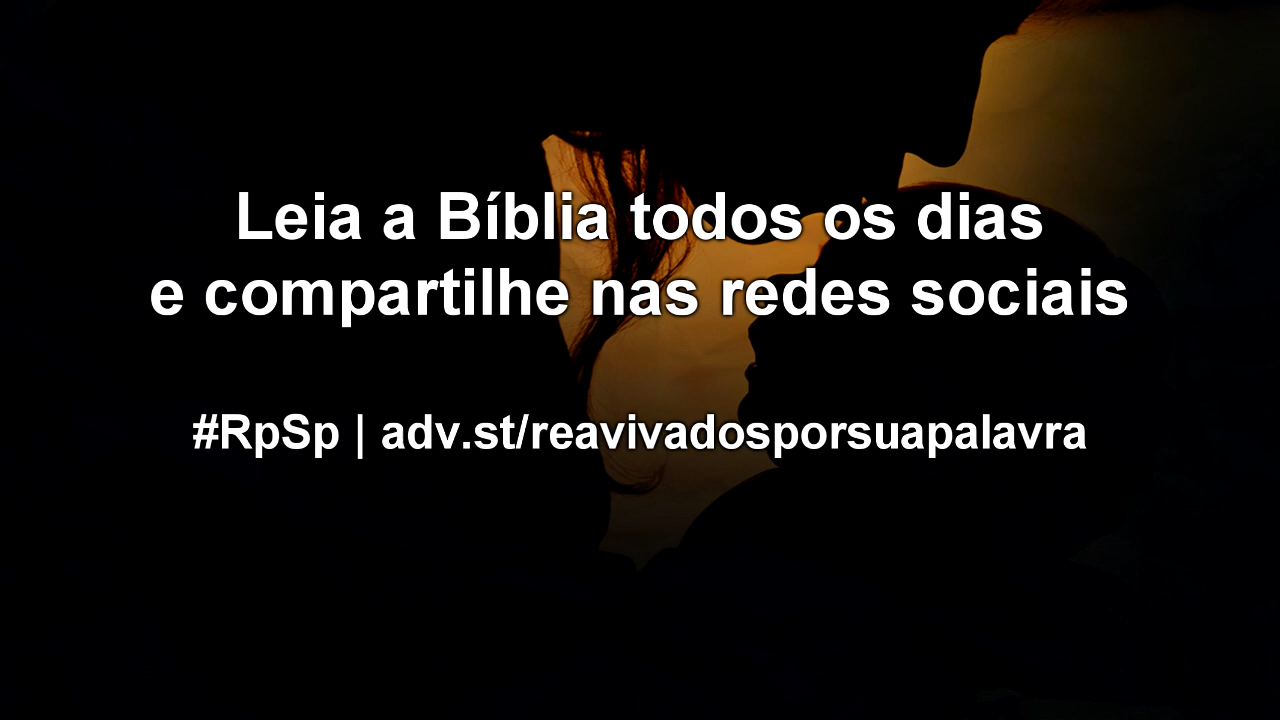 Leia a Bíblia todos os dias
e compartilhe nas redes sociais
#RpSp | adv.st/reavivadosporsuapalavra